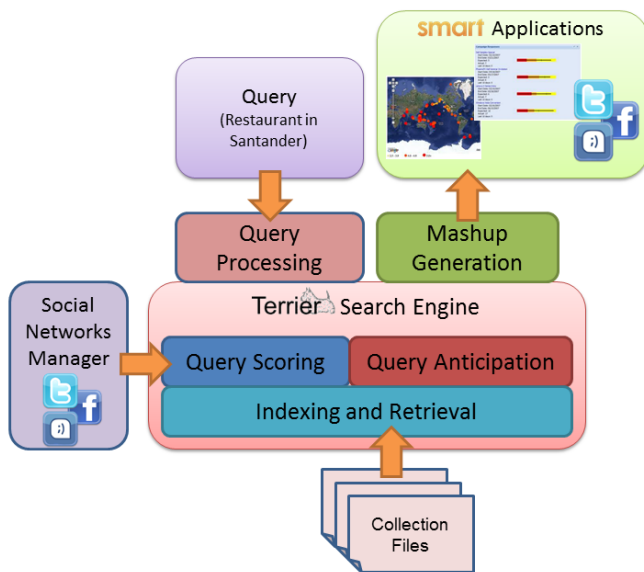 smart Applications
Query
(Restaurant in
Santander)
Query
Processing
Mashup
Generation
Social
Networks
Manager
Terrier Search Engine
Query Scoring
Query Anticipation
Indexing and Retrieval
Collection
Files